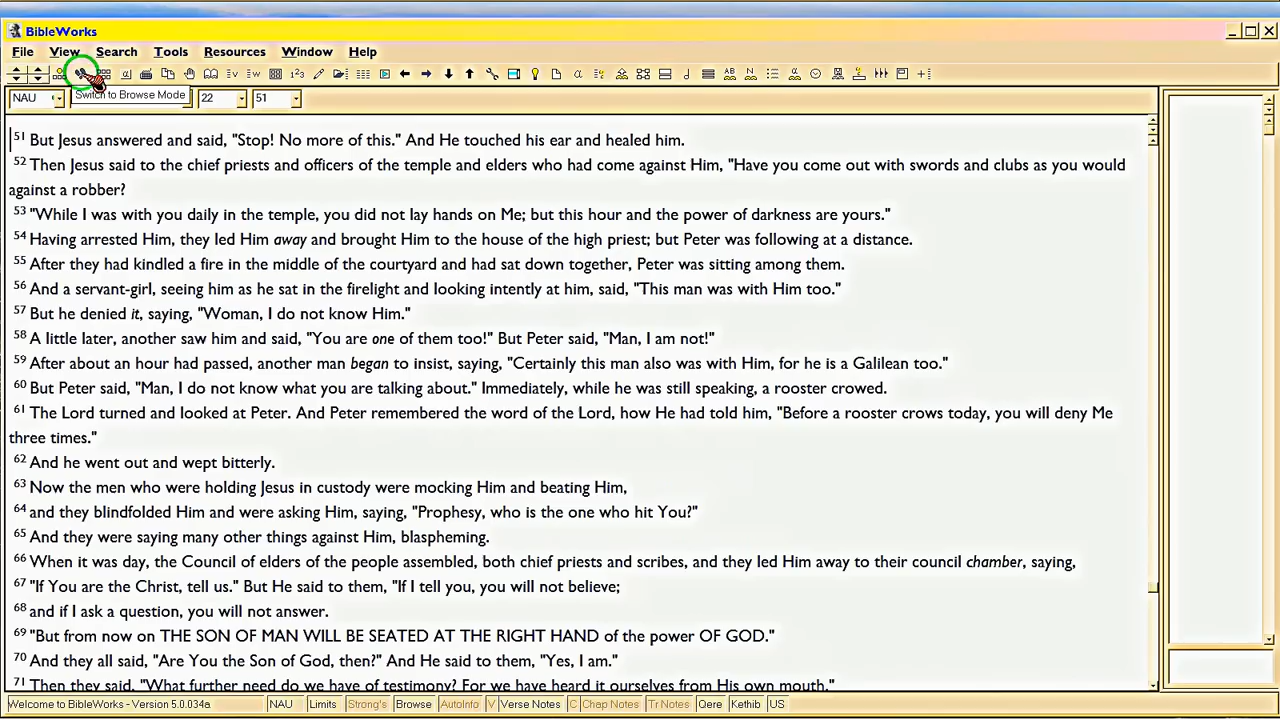 BibleWorks
File View Search Tools Resources Window Help
Switch to Browse Mode
NAU 22 51
51 But Jesus answered and said, "Stop! No more of this." And He touched his ear and healed him.
52 Then Jesus said to the chief priests and officers of the temple and elders who had come against Him, "Have you come out with swords and clubs as you would
against a robber?
53 "While I was with you daily in the temple, you did not lay hands on Me; but this hour and the power of darkness are yours."
54 Having arrested Him, they led Him away and brought Him to the house of the high priest; but Peter was following at a distance.
55 After they had kindled a fire in the middle of the courtyard and had sat down together, Peter was sitting among them.
56 And a servant-girl, seeing him as he sat in the firelight and looking intently at him, said, "This man was with Him too."
57 But he denied it, saying, "Woman, I do not know Him."
58 A little later, another saw him and said, "You are one of them too!" But Peter said, "Man, I am not!"
59 After about an hour had passed, another man began to insist, saying, "Certainly this man also was with Him, for he is a Galilean too."
60 But Peter said, "Man, I do not know what you are talking about." Immediately, while he was still speaking, a rooster crowed.
61 The Lord turned and looked at Peter. And Peter remembered the word of the Lord, how He had told him, "Before a rooster crows today, you will deny Me
three times."
62 And he went out and wept bitterly.
63 Now the men who were holding Jesus in custody were mocking Him and beating Him,
64 and they blindfolded Him and were asking Him, saying, "Prophesy, who is the one who hit You?"
65 And they were saying many other things against Him, blaspheming.
66 When it was day, the Council of elders of the people assembled, both chief priests and scribes, and they led Him away to their council chamber, saying,
67 "If You are the Christ, tell us." But He said to them, "If I tell you, you will not believe;
68 and if I ask a question, you will not answer.
69 "But from now on THE SON OF MAN WILL BE SEATED AT THE RIGHT HAND of the power OF GOD."
70 And they all said, "Are You the Son of God, then?" And He said to them, "Yes, I am."
71 Then they said, "What further need do we have of testimony? For we have heard it ourselves from His own mouth."
Welcome to BibleWorks - Version 5.0.034a NAU Limits Strong's Browse AutoInfo V Verse Notes C Chap Notes Tr Notes Qere Kethib US